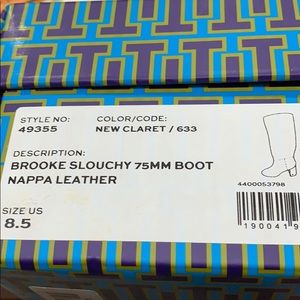 STYLE NO: COLOR/CODE:
49355 NEW CLARET / 633
DESCRIPTION:
BROOKE SLOUCHY 75MM BOOT
NAPPA LEATHER
4400053798
SIZE US
8.5
1900419